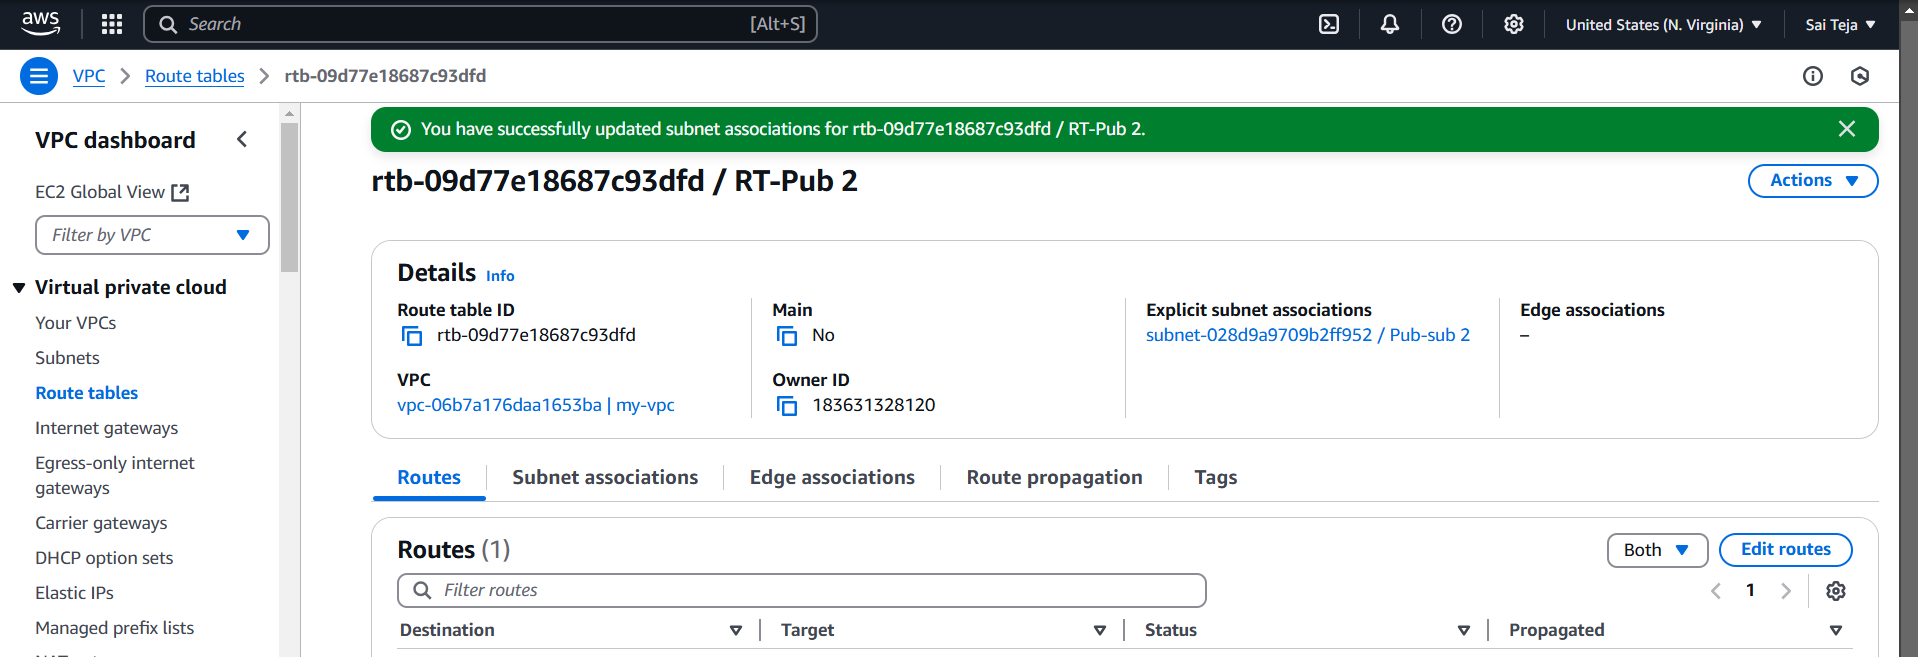 aws
Search [Alt+S]
United States (N. Virginia)
Sai Teja
VPC
Route tables
rtb-09d77e18687c93dfd
VPC dashboard
EC2 Global View
Filter by VPC
Virtual private cloud
Your VPCs
Subnets
Route tables
Internet gateways
Egress-only internet
gateways
Carrier gateways
DHCP option sets
Elastic IPs
Managed prefix lists
You have successfully updated subnet associations for rtb-09d77e18687c93dfd / RT-Pub 2.
rtb-09d77e18687c93dfd / RT-Pub 2
Actions
Details Info
Route table ID
rtb-09d77e18687c93dfd
Main
No
Explicit subnet associations
subnet-028d9a9709b2ff952 / Pub-sub 2
Edge associations
–
VPC
vpc-06b7a176daa1653ba | my-vpc
Owner ID
183631328120
Routes
Subnet associations
Edge associations
Route propagation
Tags
Routes (1)
Both
Edit routes
Filter routes
1
Destination
Target
Status
Propagated